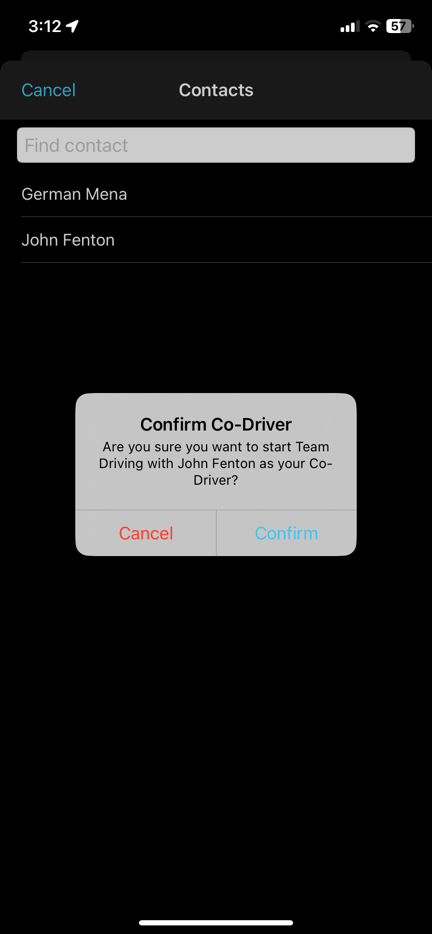 3:12
57
Cancel
Contacts
Find contact
German Mena
John Fenton
Confirm Co-Driver
Are you sure you want to start Team
Driving with John Fenton as your Co-
Driver?
Cancel
Confirm